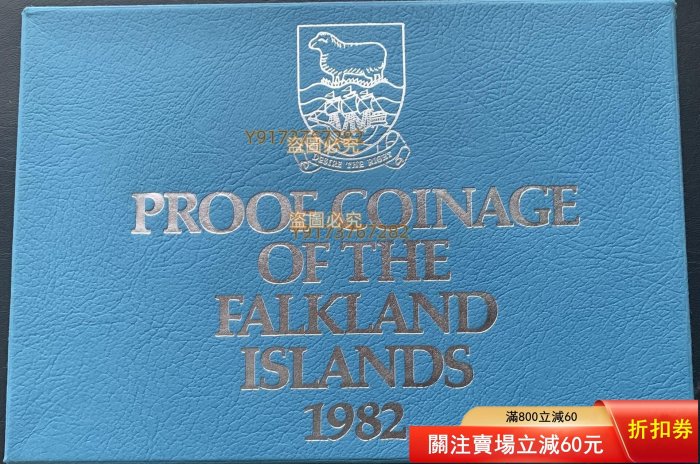 Y9173787292
盜圖必究
DESIRE THE RIGHT
PROOF COINAGE
盜圖必究
Y9173787292
OF THE
FALKLAND
ISLANDS
1982
滿800立減60
關注賣場立減60元
折扣券